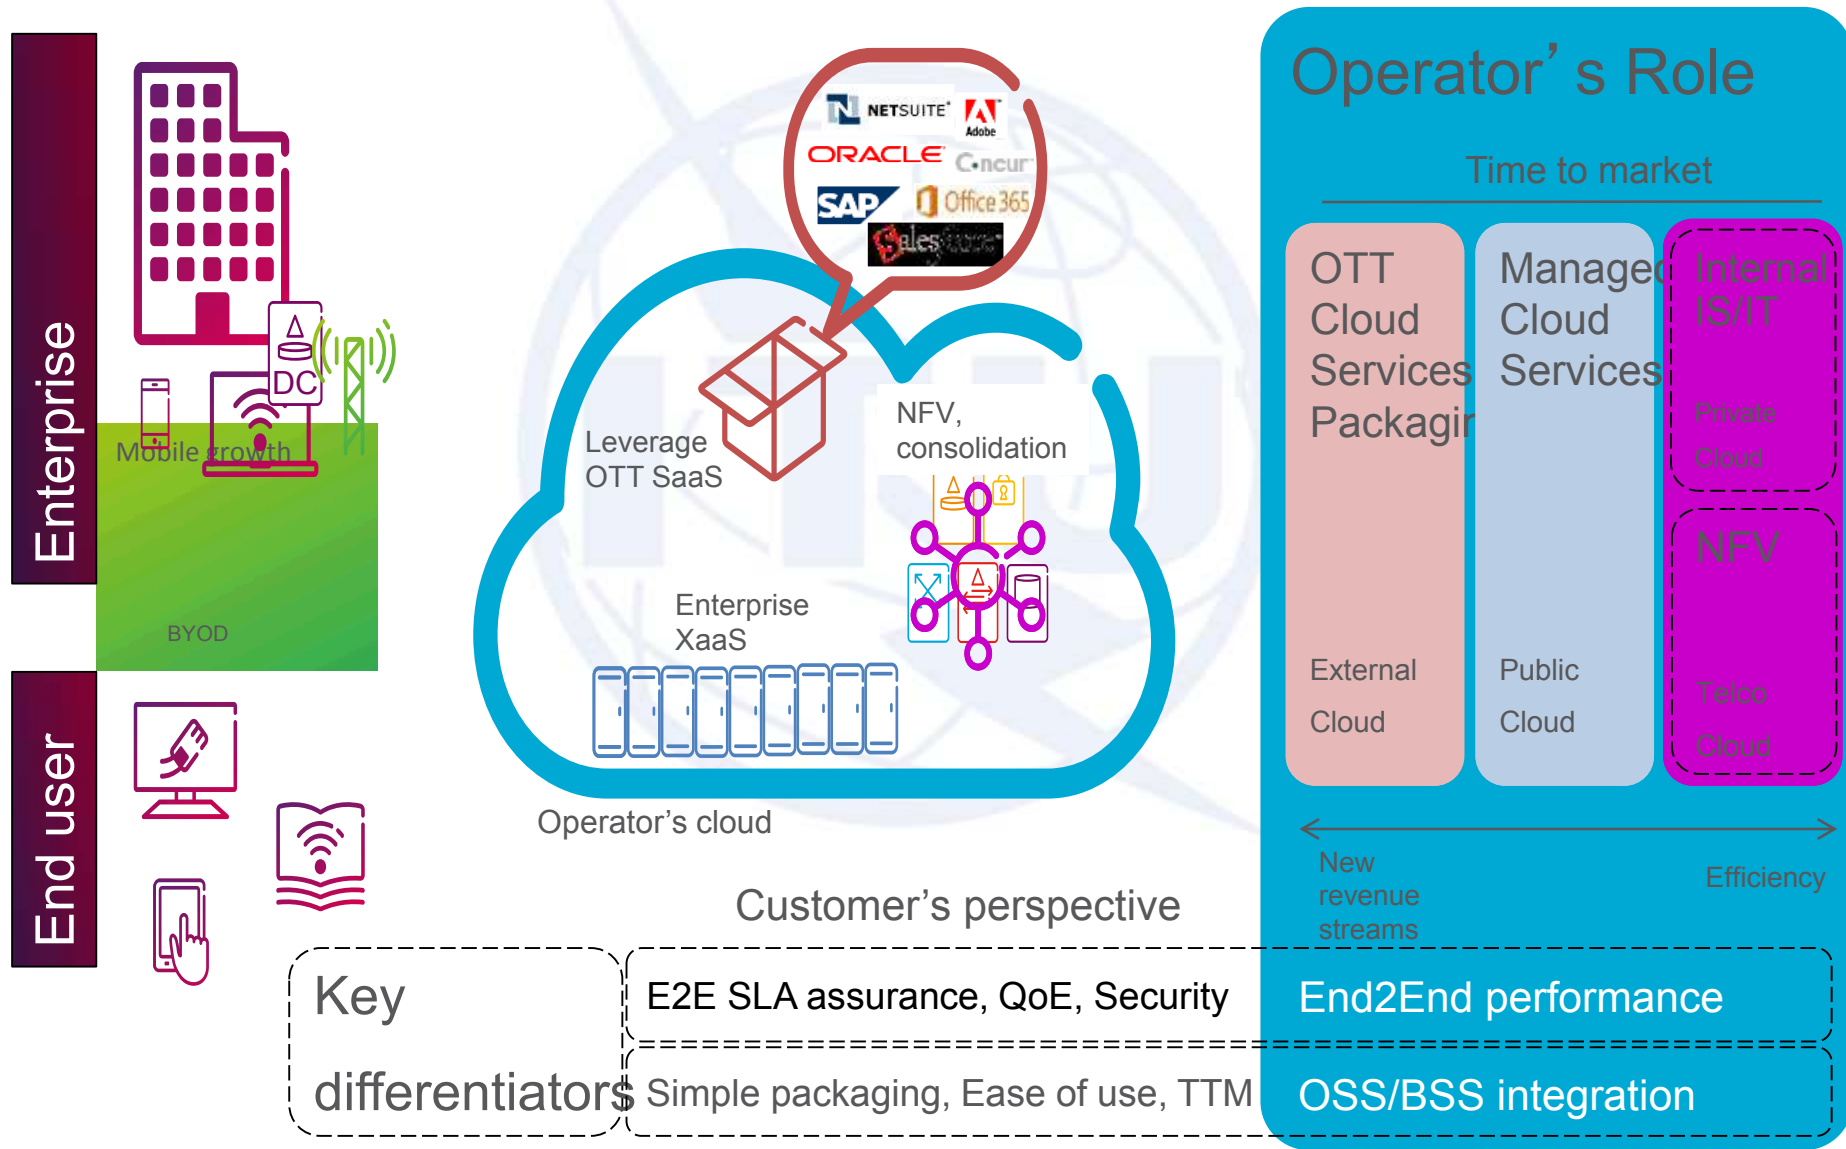 Enterprise
End user
DC
Mobile growth
BYOD
NETSUITE
Adobe
ORACLE
Concur
SAP
Office 365
Leverage
OTT SaaS
NFV,
consolidation
Enterprise
XaaS
Operator's cloud
ITU
Operator's Role
Time to market
OTT
Cloud
Services
Packagin
External
Cloud
Managed
Cloud
Services
Public
Cloud
Internal
IS/IT
Private
Cloud
NFV
Telco
Cloud
New
revenue
streams
Efficiency
Customer's perspective
Key
differentiators
E2E SLA assurance, QoE, Security
End2End performance
Simple packaging, Ease of use, TTM
OSS/BSS integration